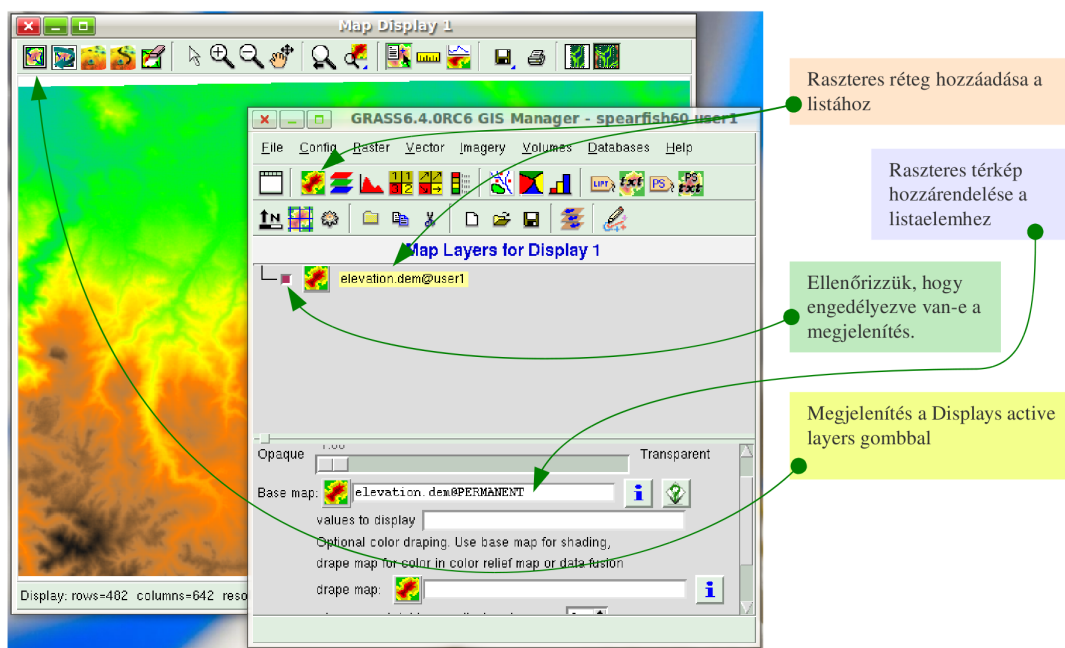 Map Display 1
GRASS6.4.0RC6 GIS Manager - spearfish60 user1
File Config Raster Vector Imagery Volumes Databases Help
Map Layers for Display 1
elevation.dem@user1
1.00
Opaque
Transparent
Base map:
elevation.dem@PERMANENT
values to display
Optional color draping. Use base map for shading,
drape map for color in color relief map or data fusion
drape map:
Display: rows=482 columns=642 reso
Raszteres réteg hozzáadása a
listához
Raszteres térkép
hozzárendelése a
listaelemhez
Ellenőrizzük, hogy
engedélyezve van-e a
megjelenítés.
Megjelenítés a Displays active
layers gombbal